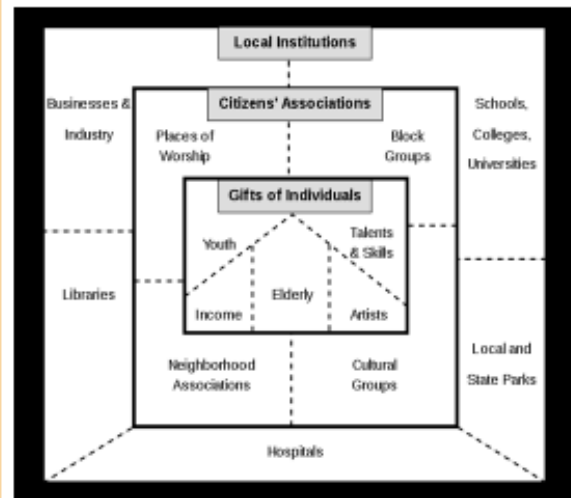 Local Institutions
Businesses &
Industry
Citizens' Associations
Schools,
Colleges,
Universities
Places of
Worship
Block
Groups
Gifts of Individuals
Youth
Talents
& Skills
Libraries
Income
Elderly
Artists
Neighborhood
Associations
Cultural
Groups
Local and
State Parks
Hospitals